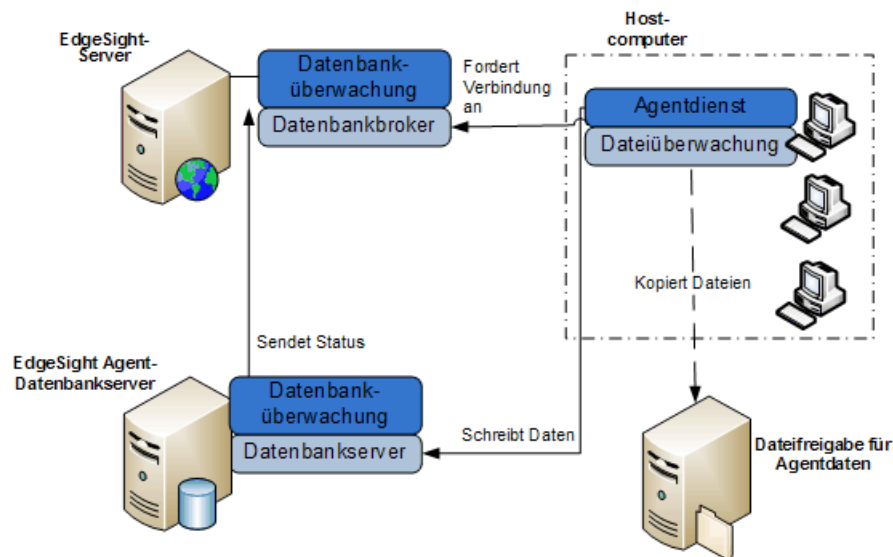 EdgeSight-
Server
Datenbank-
überwachung
Datenbankbroker
Fordert
Verbindung
an
Host-
computer
Agentdienst
Dateiüberwachung
Kopiert Dateien
Sendet Status
EdgeSight Agent-
Datenbankserver
Datenbank-
überwachung
Datenbankserver
Schreibt Daten
Dateifreigabe für
Agentdaten